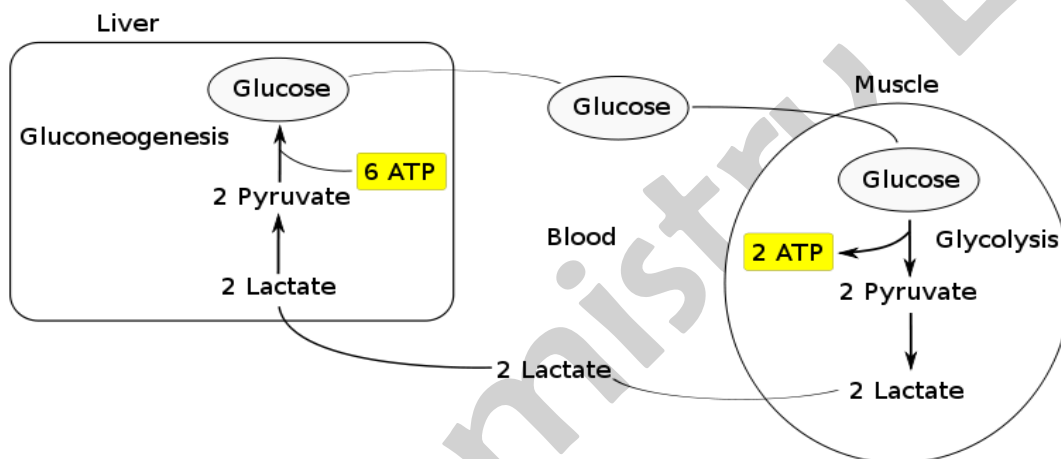 Liver
Glucose
Gluconeogenesis
6 ATP
2 Pyruvate
2 Lactate
Glucose
Blood
2 Lactate
Muscle
Glucose
Glycolysis
2 ATP
2 Pyruvate
2 Lactate